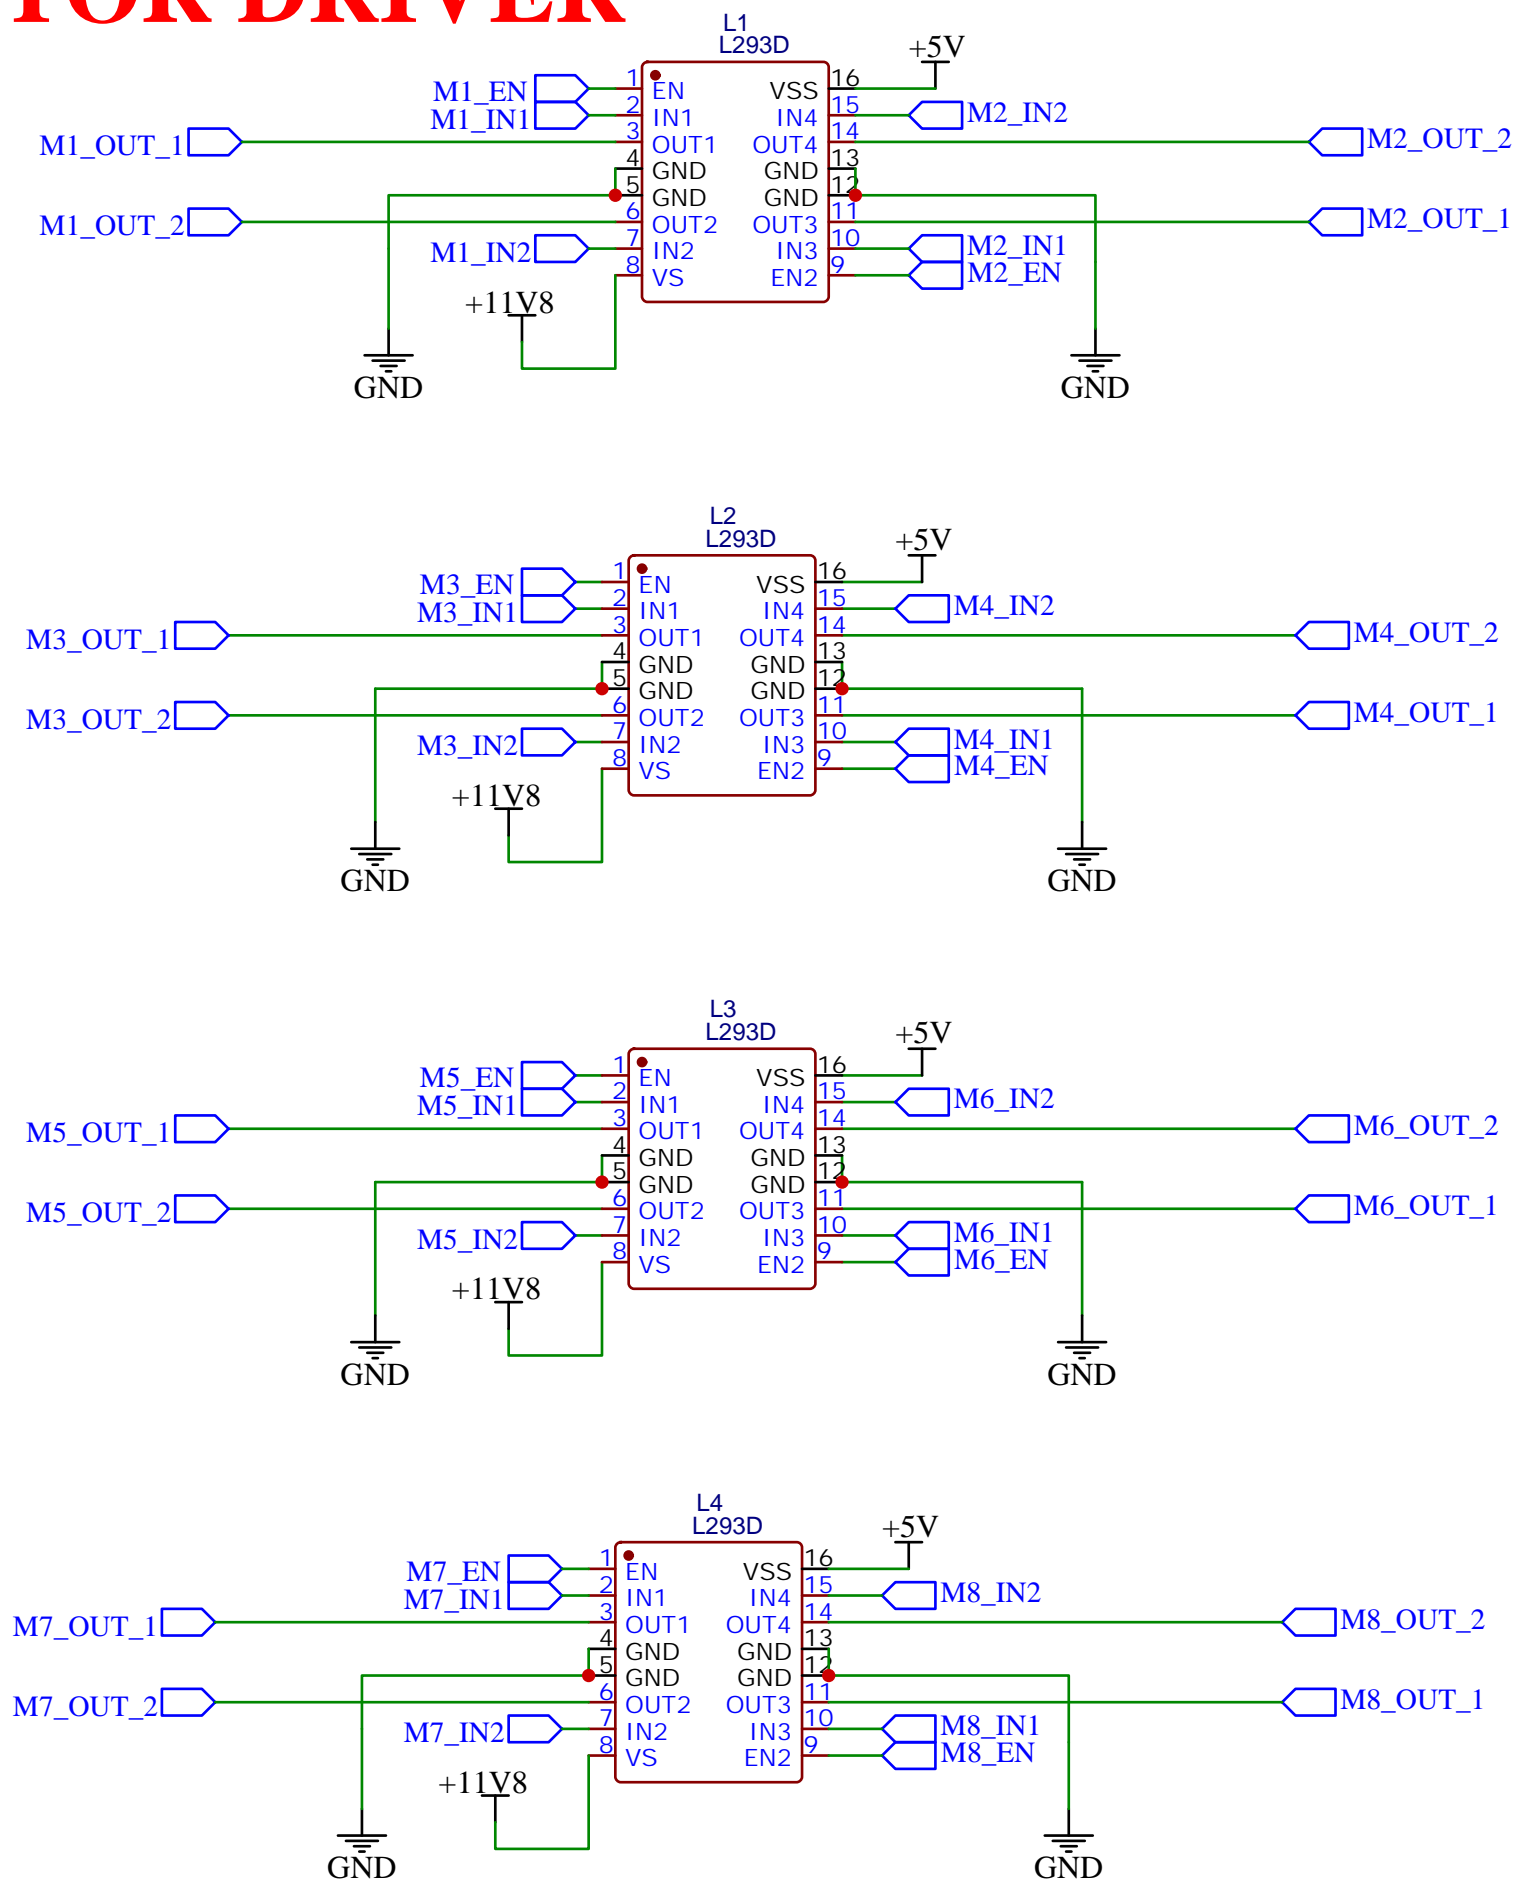 TOR DRIVER
L1
L293D
+5V
M1_EN 1 EN VSS 16
M1_IN1 2 IN1 IN4 15 M2_IN2
M1_OUT_1 3 OUT1 OUT4 14 M2_OUT_2
4 GND GND 13
5 GND GND 12
M1_OUT_2 6 OUT2 OUT3 11 M2_OUT_1
M1_IN2 7 IN2 IN3 10 M2_IN1
8 VS EN2 9 M2_EN
+11V8
GND GND
L2
L293D
+5V
M3_EN 1 EN VSS 16
M3_IN1 2 IN1 IN4 15 M4_IN2
M3_OUT_1 3 OUT1 OUT4 14 M4_OUT_2
4 GND GND 13
5 GND GND 12
M3_OUT_2 6 OUT2 OUT3 11 M4_OUT_1
M3_IN2 7 IN2 IN3 10 M4_IN1
8 VS EN2 9 M4_EN
+11V8
GND GND
L3
L293D
+5V
M5_EN 1 EN VSS 16
M5_IN1 2 IN1 IN4 15 M6_IN2
M5_OUT_1 3 OUT1 OUT4 14 M6_OUT_2
4 GND GND 13
5 GND GND 12
M5_OUT_2 6 OUT2 OUT3 11 M6_OUT_1
M5_IN2 7 IN2 IN3 10 M6_IN1
8 VS EN2 9 M6_EN
+11V8
GND GND
L4
L293D
+5V
M7_EN 1 EN VSS 16
M7_IN1 2 IN1 IN4 15 M8_IN2
M7_OUT_1 3 OUT1 OUT4 14 M8_OUT_2
4 GND GND 13
5 GND GND 12
M7_OUT_2 6 OUT2 OUT3 11 M8_OUT_1
M7_IN2 7 IN2 IN3 10 M8_IN1
8 VS EN2 9 M8_EN
+11V8
GND GND